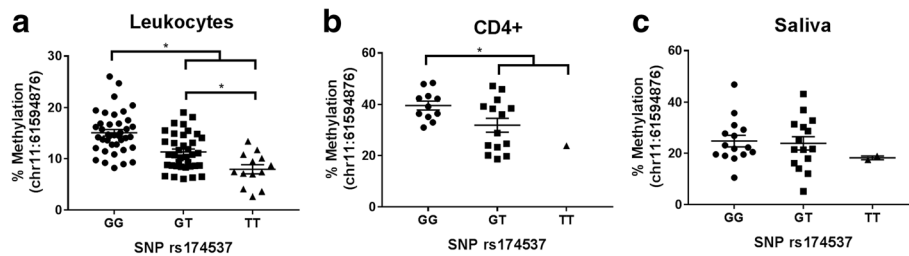 a
Leukocytes
% Methylation
(chr11:61594876)
30
20
10
0
*
*
GG GT TT
SNP rs174537
b
CD4+
% Methylation
(chr11:61594876)
60
40
20
0
*
GG GT TT
SNP rs174537
c
Saliva
% Methylation
(chr11:61594876)
60
40
20
0
GG GT TT
SNP rs174537